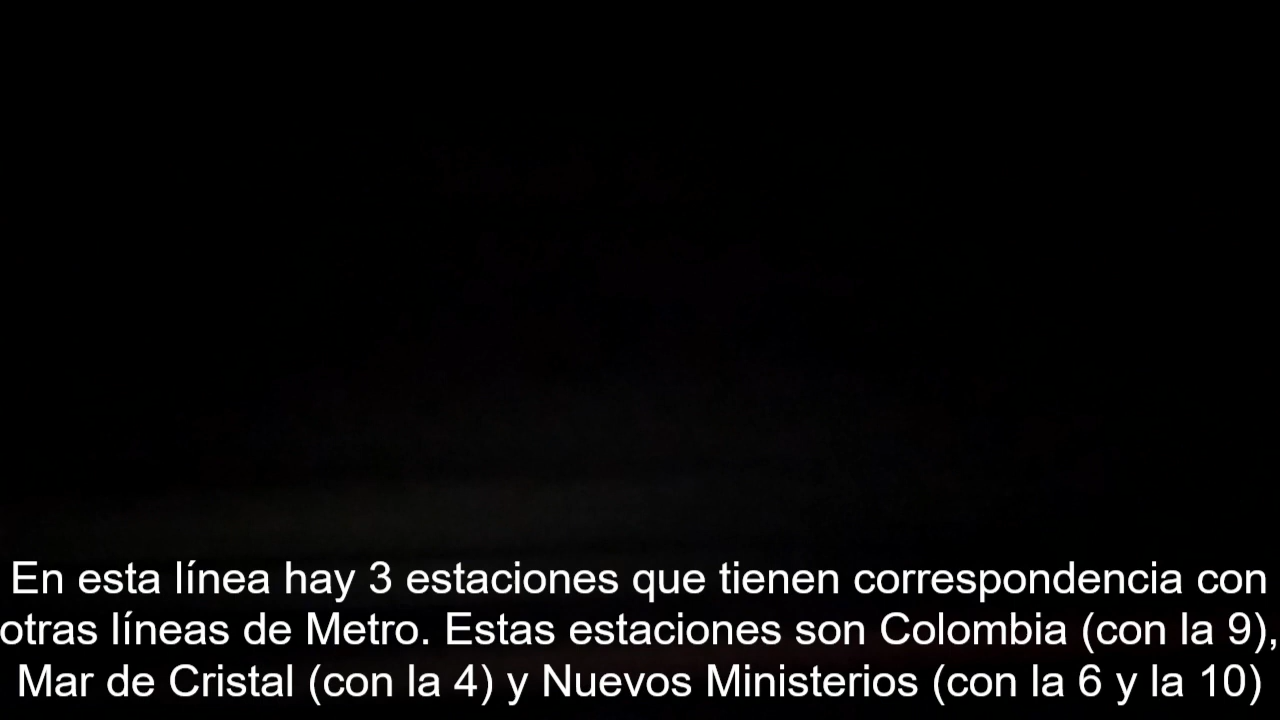 En esta línea hay 3 estaciones que tienen correspondencia con
otras líneas de Metro. Estas estaciones son Colombia (con la 9),
Mar de Cristal (con la 4) y Nuevos Ministerios (con la 6 y la 10)